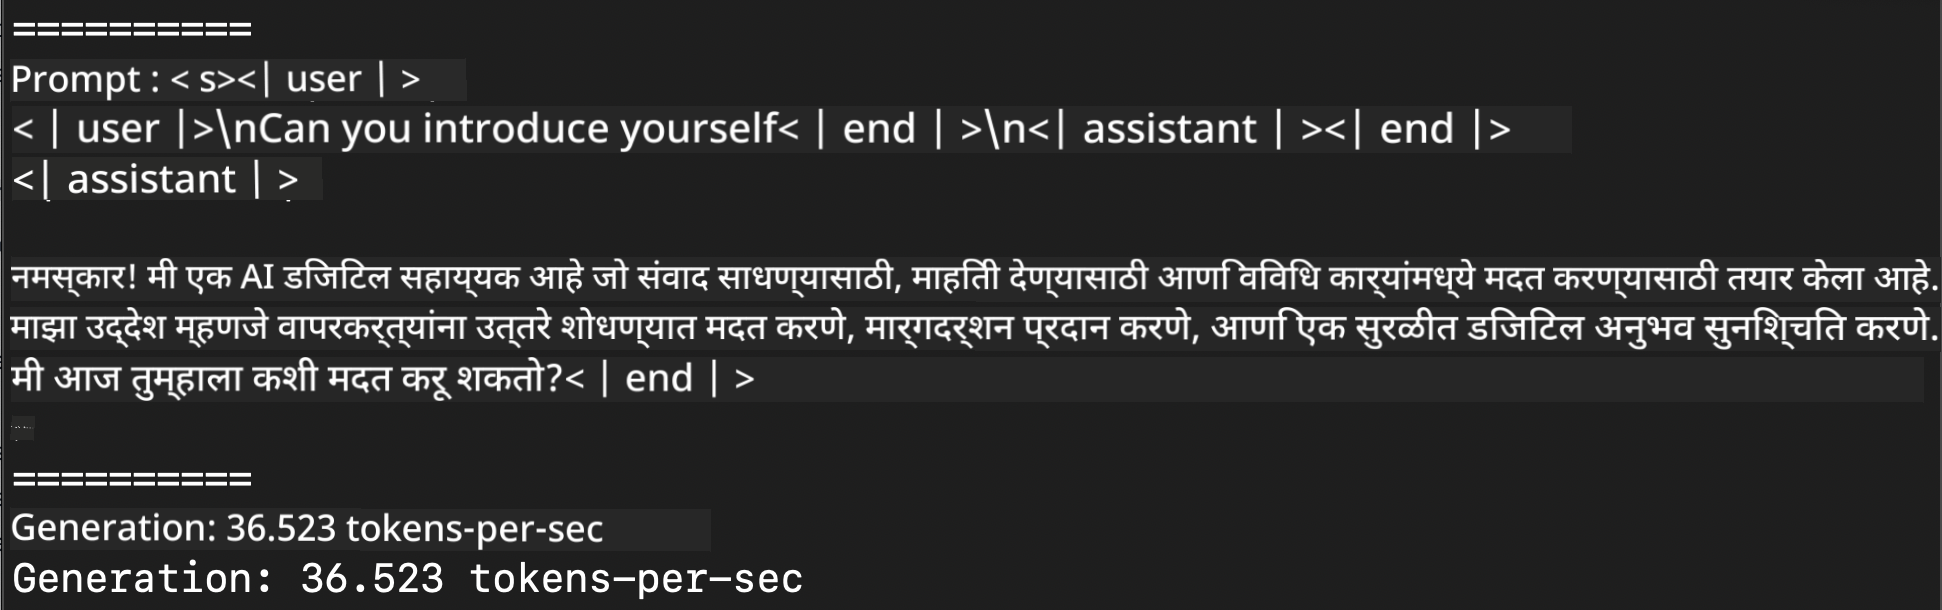 ==========
Prompt : < s><| user | >
< | user |>\nCan you introduce yourself< | end | >\n<| assistant | ><| end |>
<| assistant | >
नमस्कार! मी एक AI डिजिटल सहाय्यक आहे जो संवाद साधण्यासाठी, माहिती देण्यासाठी आणि विविध कार्यांमध्ये मदत करण्यासाठी तयार केला आहे.
माझा उद्देश म्हणजे वापरकर्त्यांना उत्तरे शोधण्यात मदत करणे, मार्गदर्शन प्रदान करणे, आणि एक सुरळीत डिजिटल अनुभव सुनिश्चित करणे.
मी आज तुम्हाला कशी मदत करू शकतो?< | end | >
==========
Generation: 36.523 tokens-per-sec
Generation: 36.523 tokens-per-sec